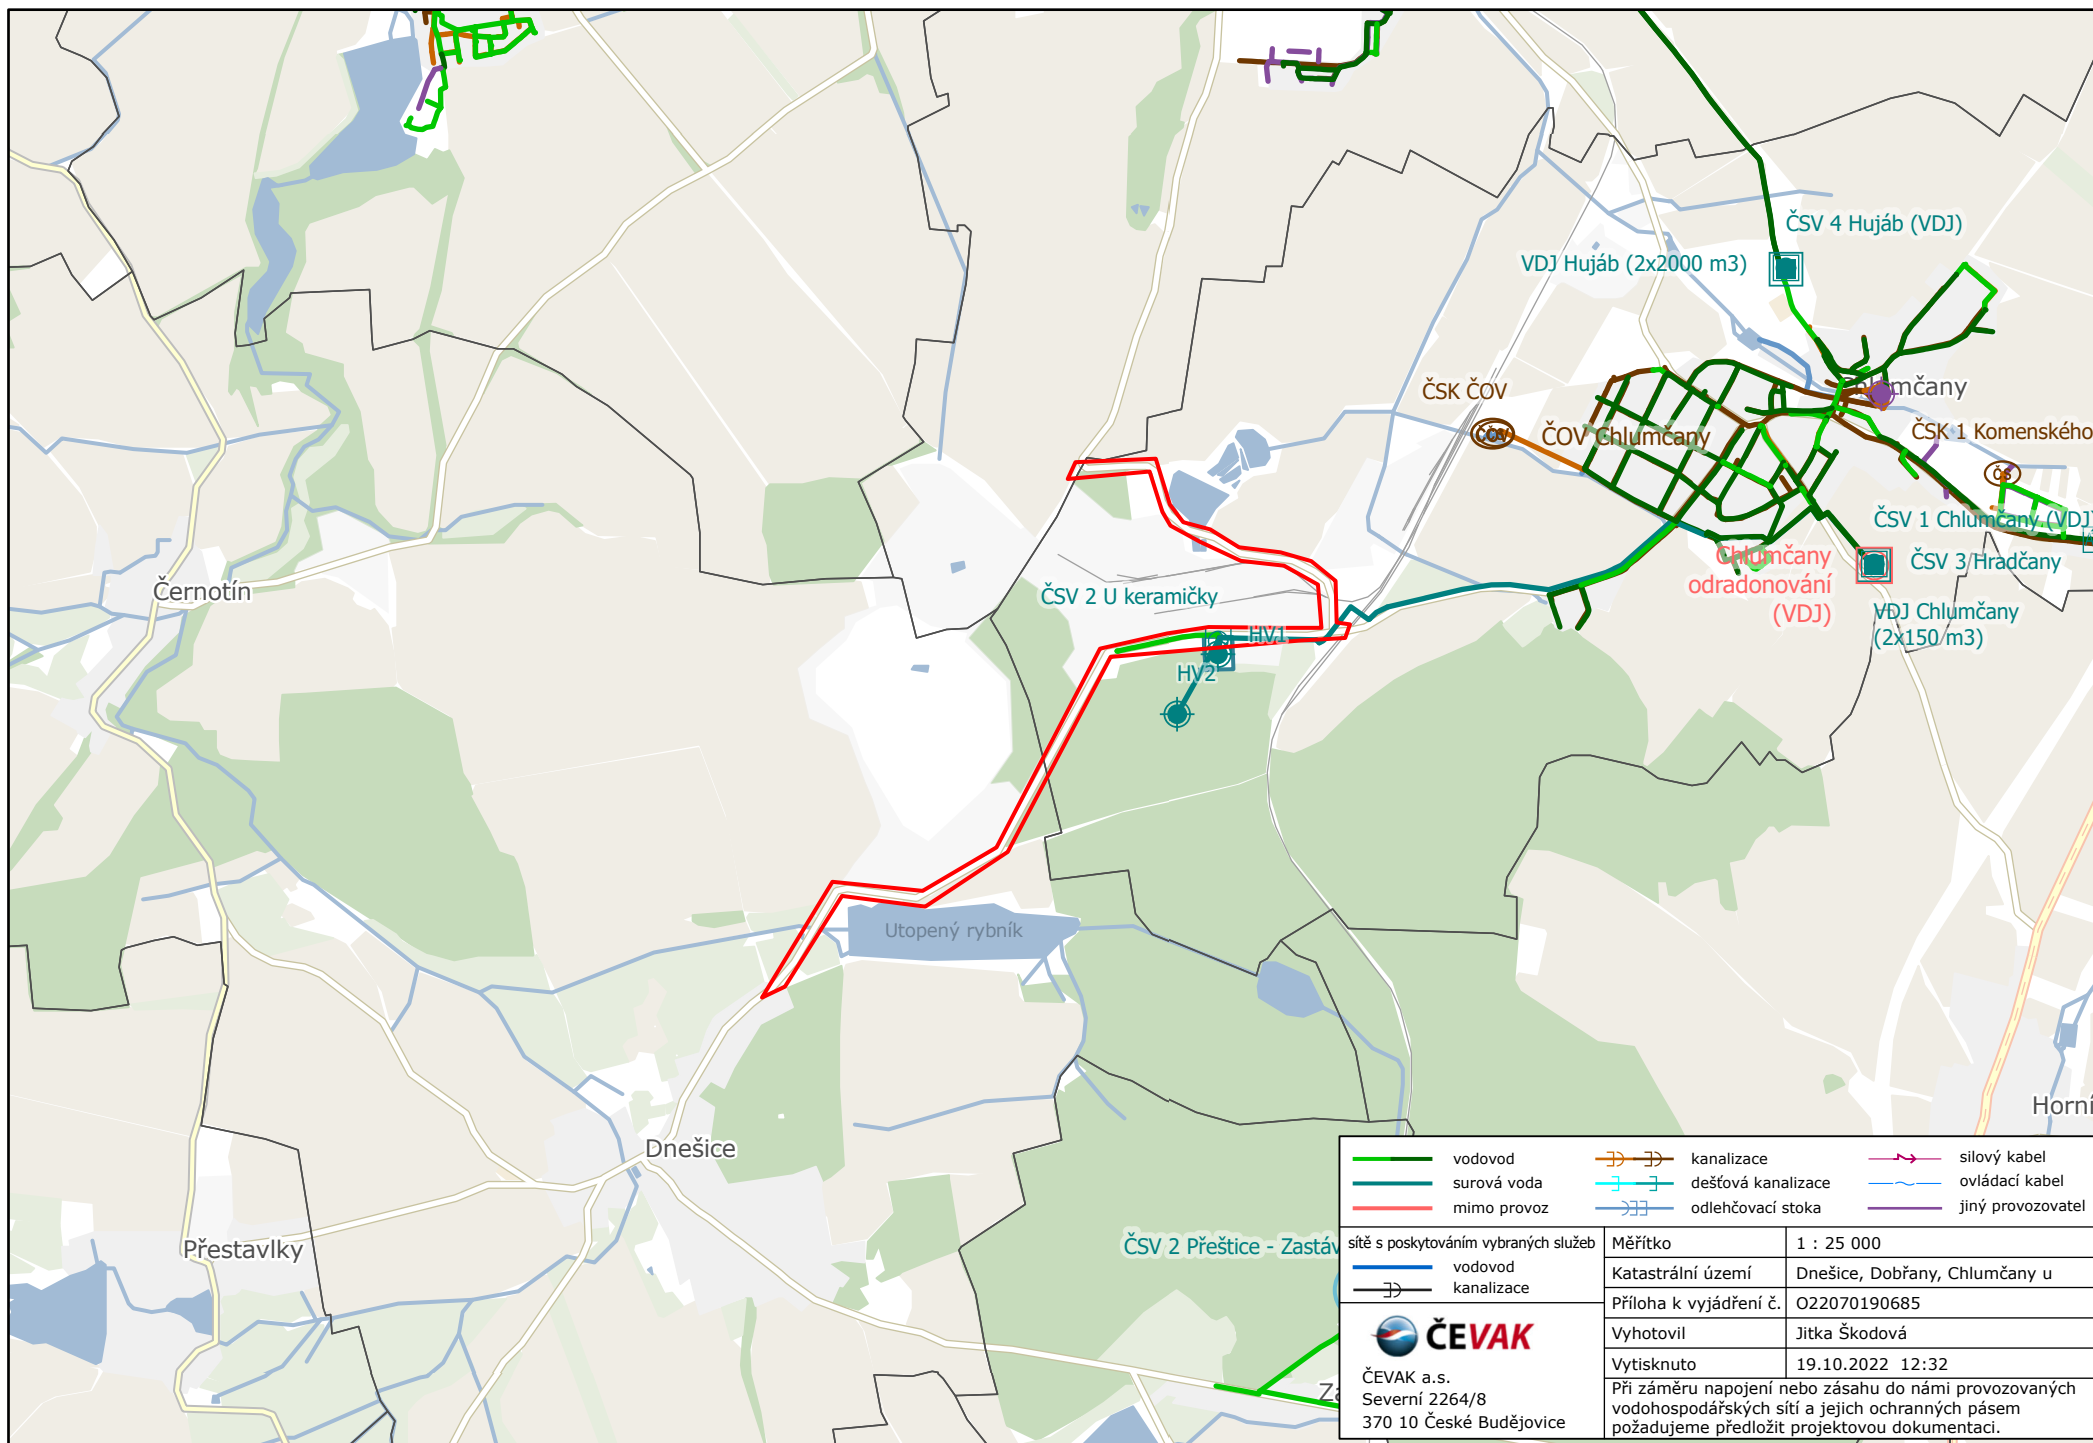 ČSV 4 Hujáb (VDJ)
VDJ Hujáb (2x2000 m3)
ČSK ČOV
ČOV Chlumčany
ČSK 1 Komenského
ČS
ČSV 1 Chlumčany (VDJ)
ČSV 3 Hradčany
Chlumčany
odradonování
(VDJ)
VDJ Chlumčany
(2x150 m3)
Černotín
ČSV 2 U keramičky
HV1
HV2
Utopený rybník
Dnešice
Horní
Přestavlky
ČSV 2 Přeštice - Zastáv
Za
vodovod
surová voda
mimo provoz
kanalizace
dešťová kanalizace
odlehčovací stoka
silový kabel
ovládací kabel
jiný provozovatel
sítě s poskytováním vybraných služeb
vodovod
kanalizace
ČEVAK
ČEVAK a.s.
Severní 2264/8
370 10 České Budějovice
Měřítko 1 : 25 000
Katastrální území Dnešice, Dobřany, Chlumčany u
Příloha k vyjádření č. O22070190685
Vyhotovil Jitka Škodová
Vytisknuto 19.10.2022 12:32
Při záměru napojení nebo zásahu do námi provozovaných
vodohospodářských sítí a jejich ochranných pásem
požadujeme předložit projektovou dokumentaci.